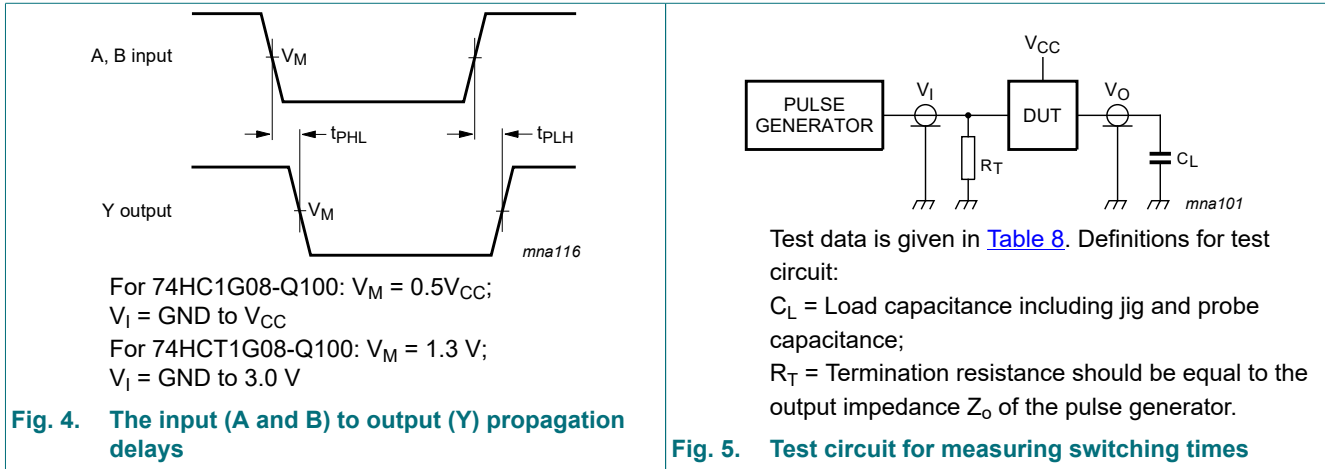 A, B input
VM
tPHL
tPLH
Y output
VM
mna116
For 74HC1G08-Q100: VM = 0.5VCC;
VI = GND to VCC
For 74HCT1G08-Q100: VM = 1.3 V;
VI = GND to 3.0 V
Fig. 4. The input (A and B) to output (Y) propagation
delays
VCC
PULSE
GENERATOR
VI
DUT
VO
RT
CL
mna101
Test data is given in Table 8. Definitions for test
circuit:
CL = Load capacitance including jig and probe
capacitance;
RT = Termination resistance should be equal to the
output impedance Zo of the pulse generator.
Fig. 5. Test circuit for measuring switching times